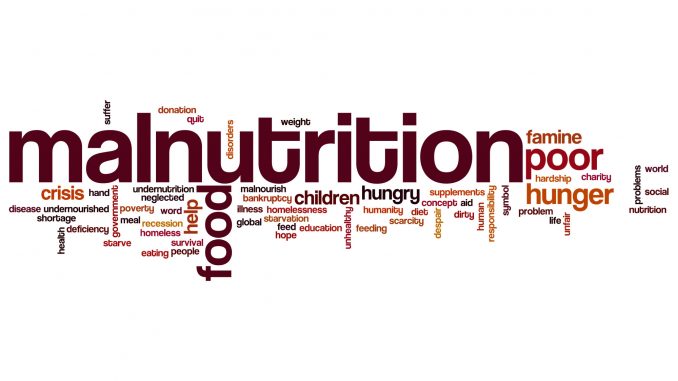 suffer
donation
quit
disorders
weight
malnutrition
famine
poor
hardship
charity
problems
world
social
nutrition
crisis
hand
undernutrition
neglected
malnourish
bankruptcy
children
hungry
supplements
concept
aid
symbol
hunger
disease
undernourished
government
poverty
word
help
food
illness
homelessness
humanity
diet
dirty
human
responsibility
problem
shortage
health
deficiency
recession
homeless
global
starvation
feed
education
unhealthy
scarcity
despair
feeding
life
unfair
starve
survival
hope
eating
people
meal